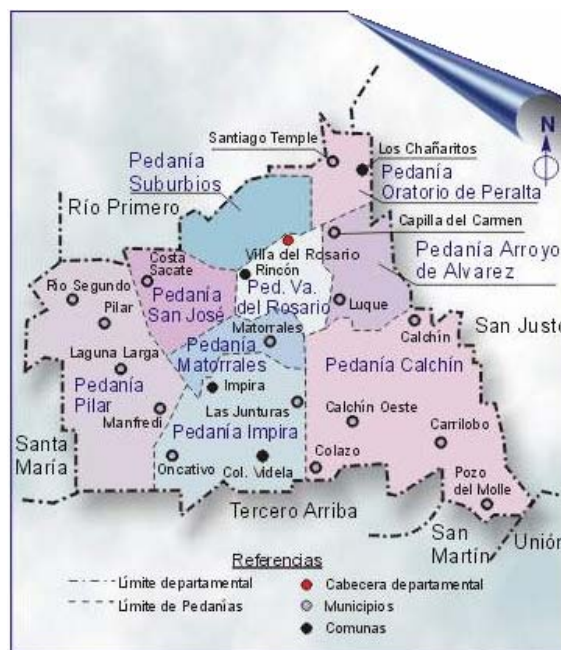 N
Santiago Temple
Los Chañaritos
Pedanía
Suburbios
Pedanía
Oratorio de Peralta
Río Primero
Capilla del Carmen
Villa del Rosario
Pedanía Arroyo
de Alvarez
Costa
Sacate
Rincón
Río Segundo
Pedanía
San José
Ped. Va.
del Rosario
Luque
Pilar
Calchín
San Justo
Matorrales
Pedanía
Matorrales
Laguna Larga
Pedanía Calchín
Pedanía
Pilar
Impira
Las Junturas
Calchín Oeste
Manfredi
Pedanía Impira
Carrilobo
Santa
María
Oncativo
Col. Videla
Colazo
Pozo
del Molle
Tercero Arriba
San
Martín
Unión
Referencias
Límite departamental
Cabecera departamental
Límite de Pedanías
Municipios
Comunas